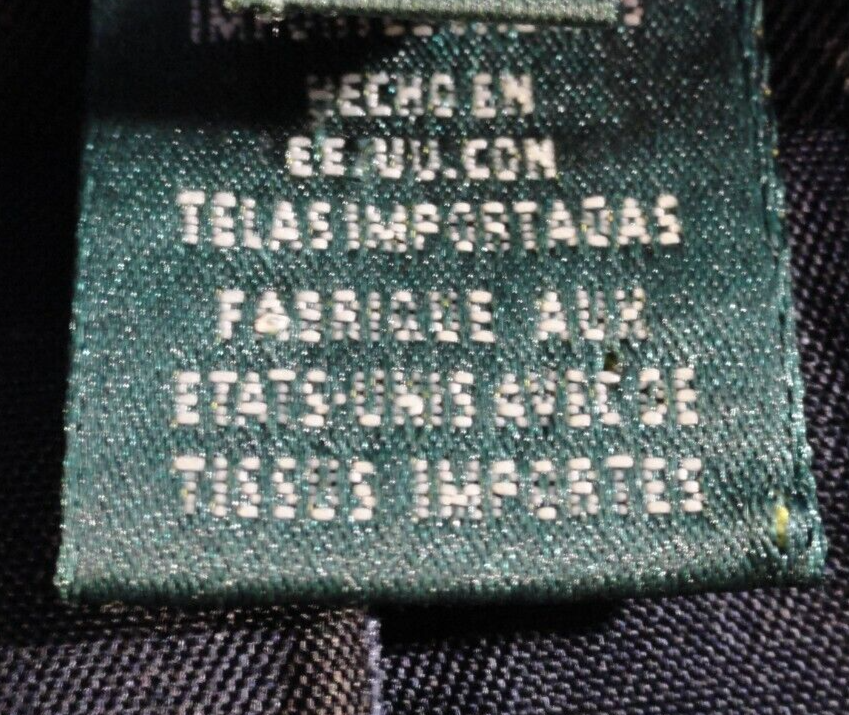 HECHO EN
EE.UU.CON
TELAS IMPORTADAS
FABRIQUE AUX
ETATS-UNIS AVEC DE
TISSUS IMPORTES